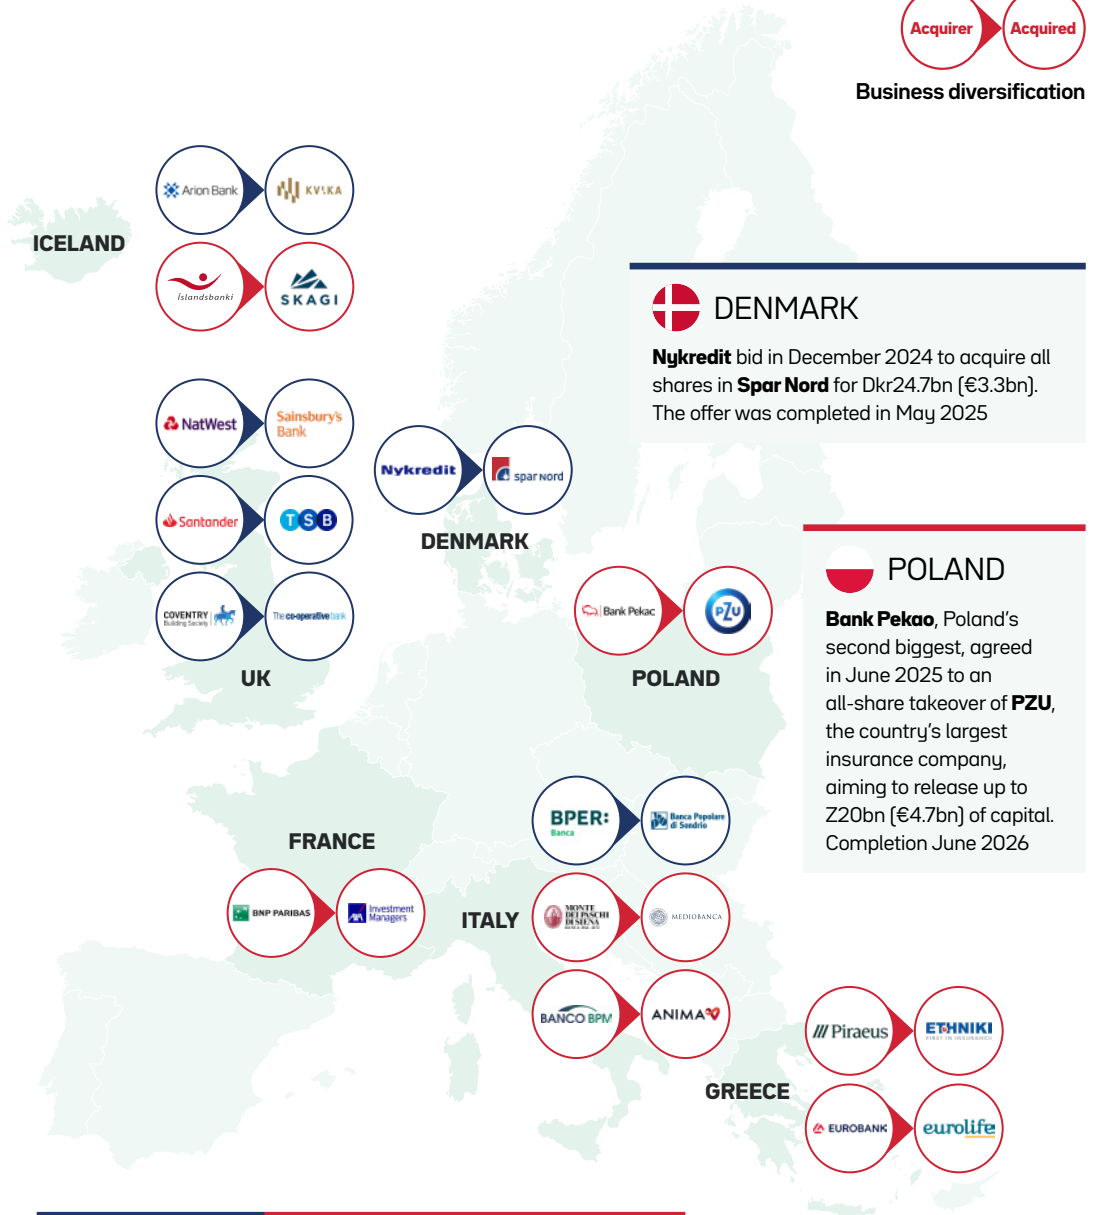 Acquirer
Acquired
Business diversification
Arion Bank
KVIKA
ICELAND
Íslandsbanki
SKAGI
DENMARK
Nykredit bid in December 2024 to acquire all
shares in Spar Nord for Dkr24.7bn (€3.3bn).
The offer was completed in May 2025
NatWest
Sainsbury's
Bank
Nykredit
spar nord
Santander
TSB
DENMARK
COVENTRY
Building Society
The co-operative bank
UK
Bank Pekao
PZU
POLAND
POLAND
Bank Pekao, Poland's
second biggest, agreed
in June 2025 to an
all-share takeover of PZU,
the country's largest
insurance company,
aiming to release up to
Z20bn (€4.7bn) of capital.
Completion June 2026
BPER:
Banca
Banca Popolare
di Sondrio
FRANCE
BNP PARIBAS
AXA
Investment
Managers
ITALY
MONTE
DEI PASCHI
DI SIENA
MEDIOBANCA
BANCO BPM
ANIMA
Piraeus
ETHNIKI
FIRST IN INSURANCE
GREECE
EUROBANK
eurolife